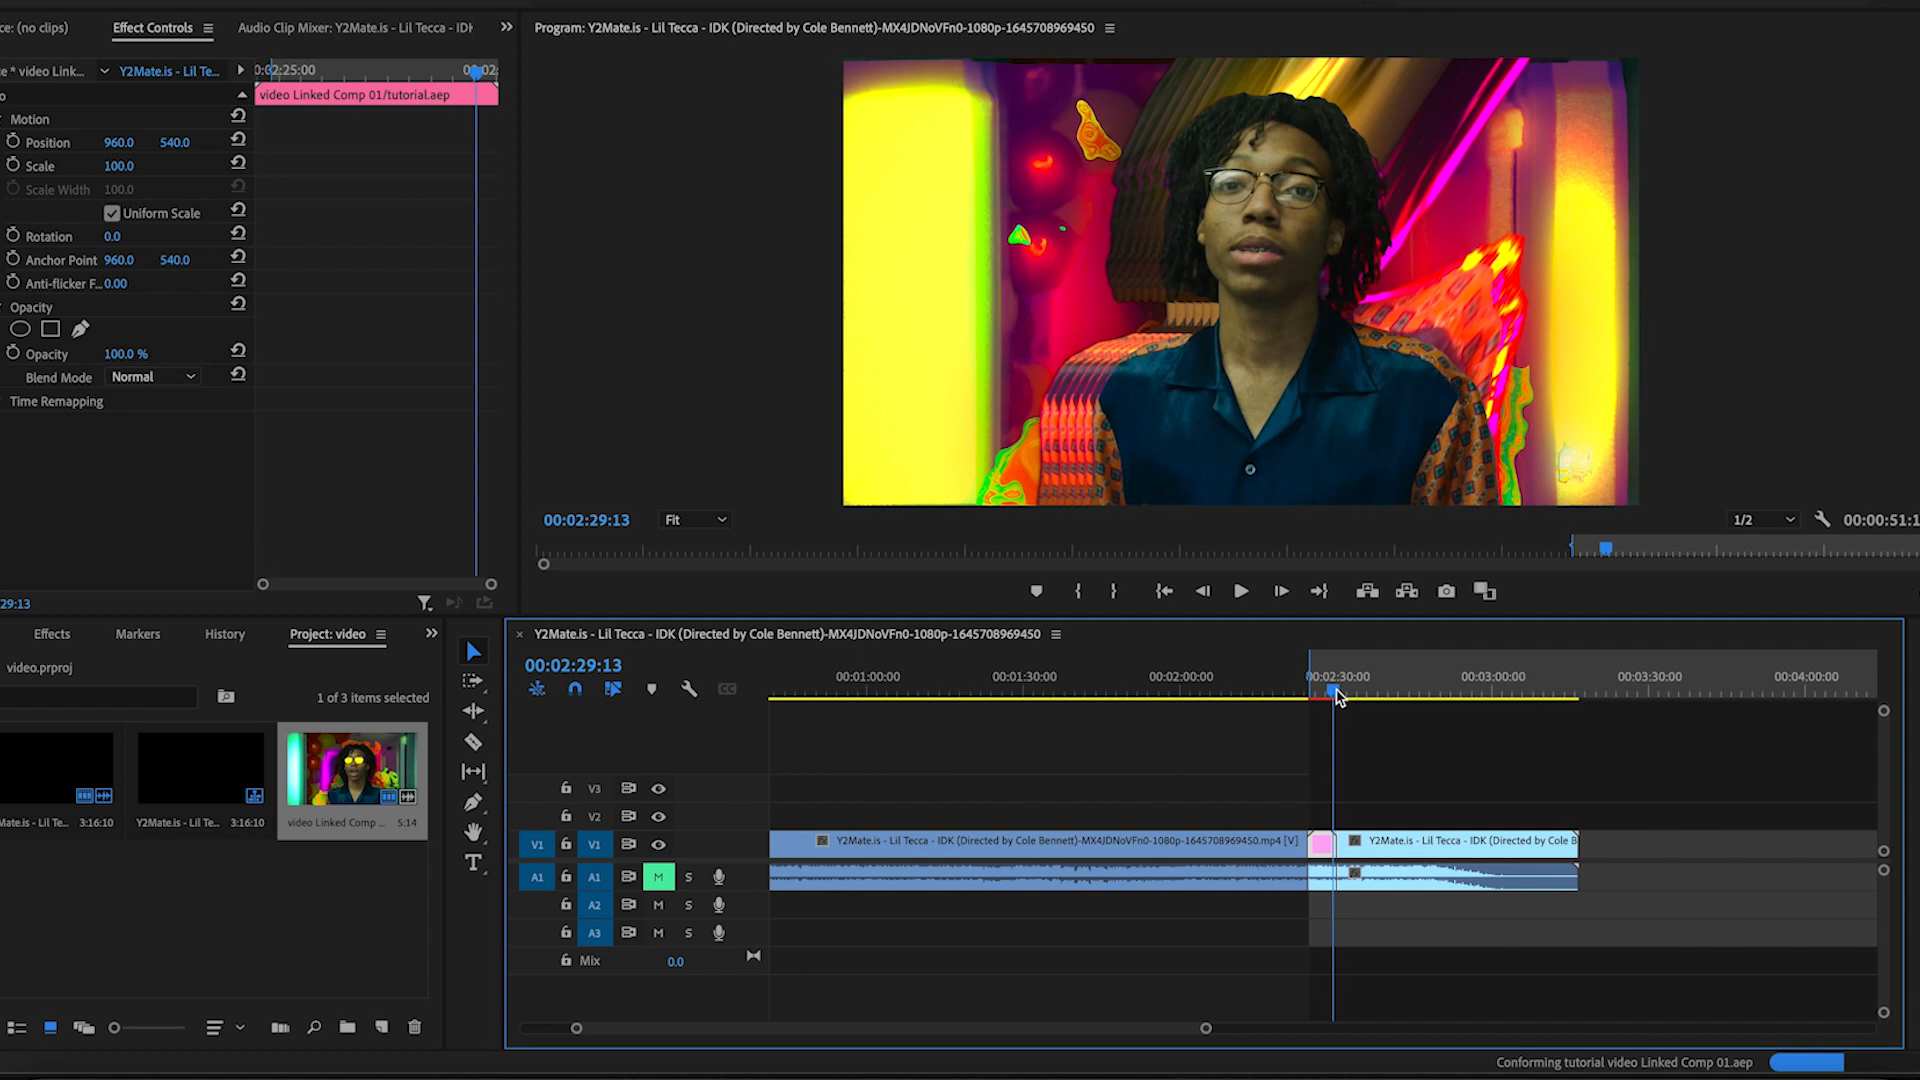 ce: (no clips)
Effect Controls
Audio Clip Mixer: Y2Mate.is - Lil Tecca - IDK
Program: Y2Mate.is - Lil Tecca - IDK (Directed by Cole Bennett)-MX4JDNoVFn0-1080p-1645708969450
e * video Link...
Y2Mate.is - Lil Te...
0:02:25:00
video Linked Comp 01/tutorial.aep
Motion
Position 960.0 540.0
Scale 100.0
Scale Width 100.0
Uniform Scale
Rotation 0.0
Anchor Point 960.0 540.0
Anti-flicker F... 0.00
Opacity
Opacity 100.0 %
Blend Mode Normal
Time Remapping
29:13
00:02:29:13
Fit
1/2
00:00:51:1
Effects
Markers
History
Project: video
video.prproj
1 of 3 items selected
Mate.is - Lil Te... 3:16:10
Y2Mate.is - Lil Te... 3:16:10
video Linked Comp ... 5:14
Y2Mate.is - Lil Tecca - IDK (Directed by Cole Bennett)-MX4JDNoVFn0-1080p-1645708969450
00:02:29:13
00:01:00:00
00:01:30:00
00:02:00:00
00:02:30:00
00:03:00:00
00:03:30:00
00:04:00:00
V3
V2
V1 V1
Y2Mate.is - Lil Tecca - IDK (Directed by Cole Bennett)-MX4JDNoVFn0-1080p-1645708969450.mp4 [V]
Y2Mate.is - Lil Tecca - IDK (Directed by Cole B
A1 A1 M S
A2 M S
A3 M S
Mix 0.0
Conforming tutorial video Linked Comp 01.aep